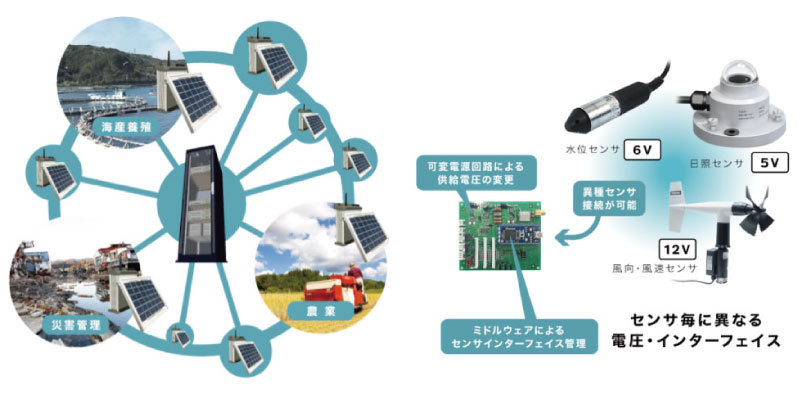 海産養殖
災害管理
農業
可変電源回路による
供給電圧の変更
異種センサ
接続が可能
ミドルウェアによる
センサインターフェイス管理
水位センサ 6V
日照センサ 5V
12V
風向・風速センサ
センサ毎に異なる
電圧・インターフェイス